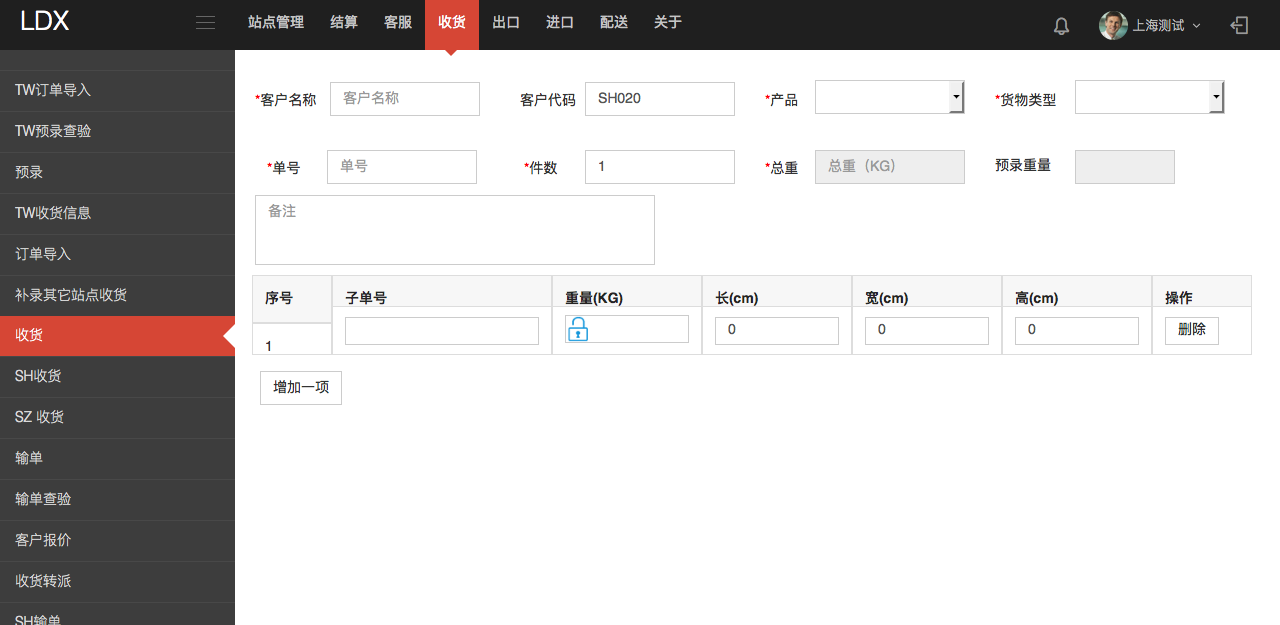 LDX
站点管理 结算 客服 收货 出口 进口 配送 关于
上海测试
TW订单导入
TW预录查验
预录
TW收货信息
订单导入
补录其它站点收货
收货
SH收货
SZ 收货
输单
输单查验
客户报价
收货转派
SH输单
*客户名称 客户名称 客户代码 SH020 *产品 *货物类型
*单号 单号 *件数 1 *总重 总重（KG） 预录重量
备注
序号 子单号 重量(KG) 长(cm) 宽(cm) 高(cm) 操作
1 0 0 0 删除
增加一项